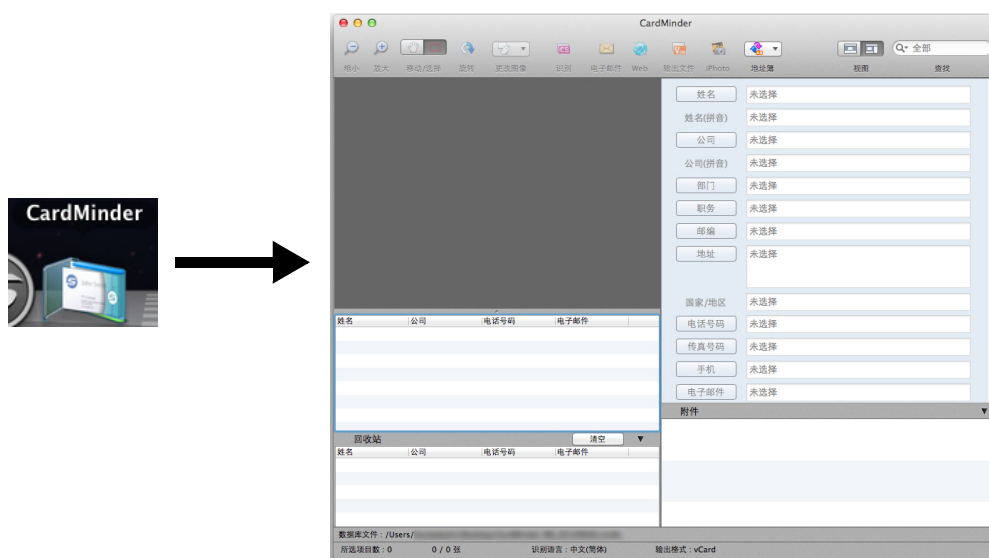 CardMinder
CardMinder
缩小 放大 移动/选择 旋转 更改图像 识别 电子邮件 Web 输出文件 iPhoto 地址簿 视图 查找
全部
姓名 未选择
姓名(拼音) 未选择
公司 未选择
公司(拼音) 未选择
部门 未选择
职务 未选择
邮编 未选择
地址 未选择
国家/地区 未选择
电话号码 未选择
传真号码 未选择
手机 未选择
电子邮件 未选择
附件
姓名 公司 电话号码 电子邮件
回收站 清空
姓名 公司 电话号码 电子邮件
数据库文件：/Users/
所选项目数：0 0 / 0 张 识别语言：中文(简体) 输出格式：vCard